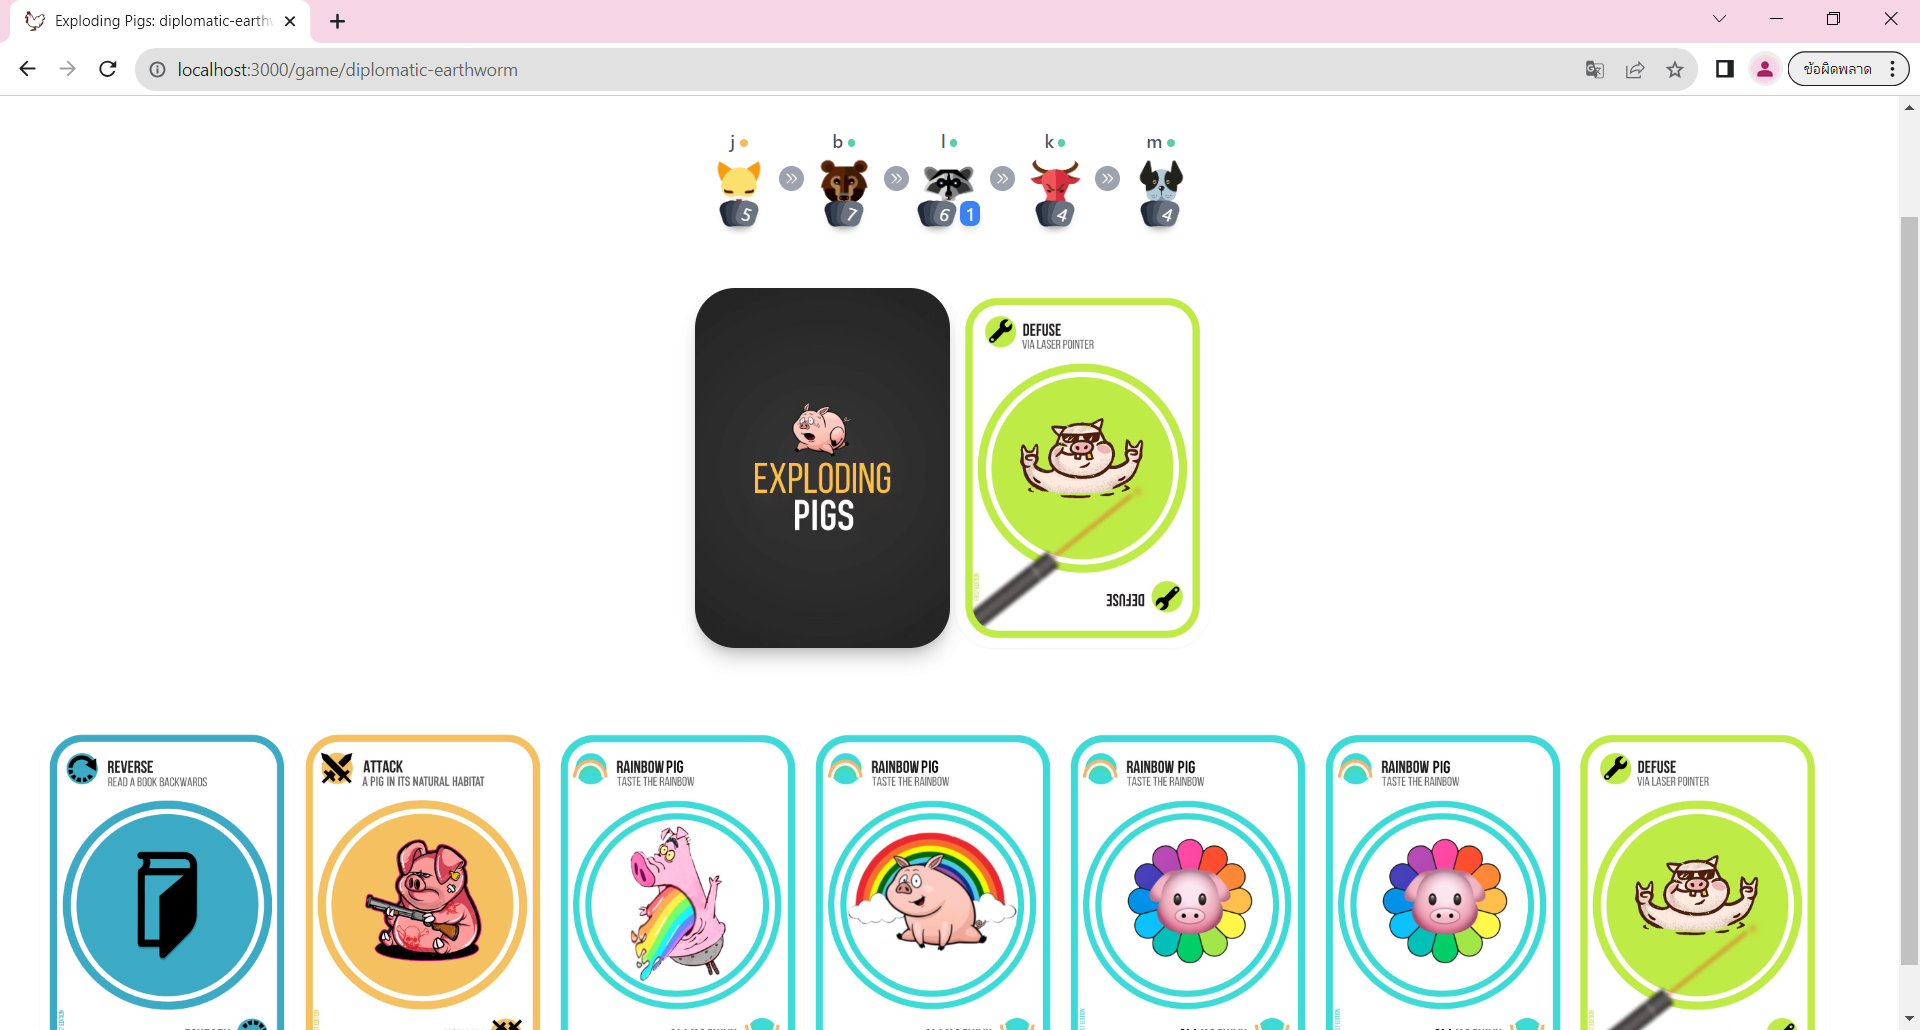 Exploding Pigs: diplomatic-earthw
localhost:3000/game/diplomatic-earthworm
ข้อผิดพลาด
j b l k m
5 7 6 1 4 4
EXPLODING
PIGS
DEFUSE
VIA LASER POINTER
FIRST EDITION
DEFUSE
REVERSE
READ A BOOK BACKWARDS
ATTACK
A PIG IN ITS NATURAL HABITAT
RAINBOW PIG
TASTE THE RAINBOW
RAINBOW PIG
TASTE THE RAINBOW
RAINBOW PIG
TASTE THE RAINBOW
RAINBOW PIG
TASTE THE RAINBOW
DEFUSE
VIA LASER POINTER